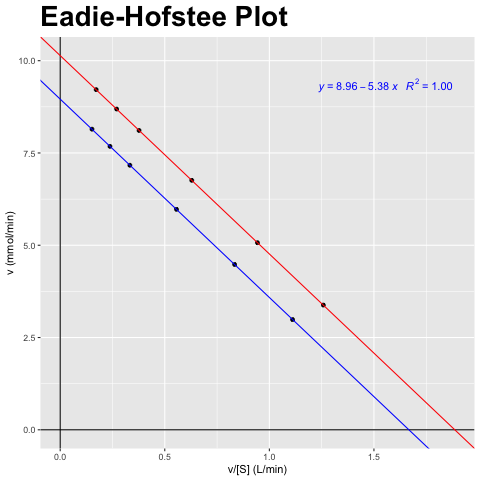 Eadie-Hofstee Plot
10.0
y = 8.96 – 5.38 x R² = 1.00
7.5
v (mmol/min)
5.0
2.5
0.0
0.0 0.5 1.0 1.5
v/[S] (L/min)